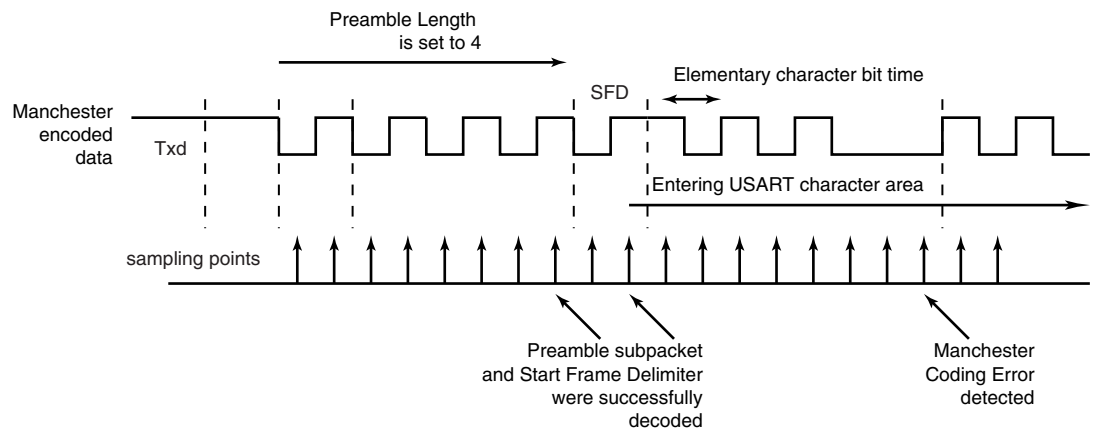 Preamble Length
is set to 4
Elementary character bit time
SFD
Manchester
encoded
data
Txd
Entering USART character area
sampling points
Preamble subpacket
and Start Frame Delimiter
were successfully
decoded
Manchester
Coding Error
detected